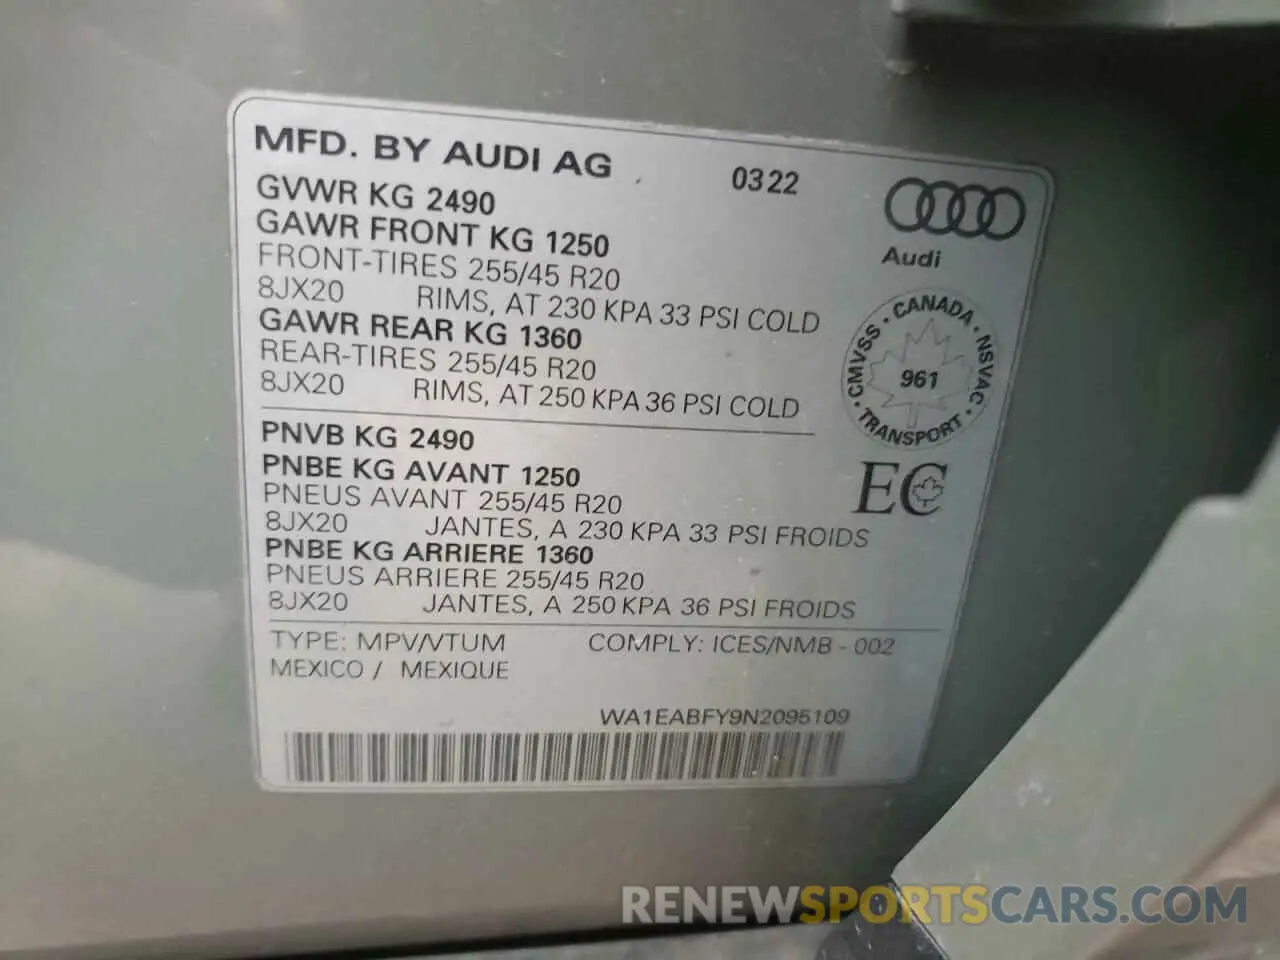 MFD. BY AUDI AG 0322
GVWR KG 2490
GAWR FRONT KG 1250
FRONT-TIRES 255/45 R20
8JX20 RIMS, AT 230 KPA 33 PSI COLD
GAWR REAR KG 1360
REAR-TIRES 255/45 R20
8JX20 RIMS, AT 250 KPA 36 PSI COLD
Audi
CMVSS • CANADA • NSVAC • TRANSPORT •
961
EC
PNVB KG 2490
PNBE KG AVANT 1250
PNEUS AVANT 255/45 R20
8JX20 JANTES, A 230 KPA 33 PSI FROIDS
PNBE KG ARRIERE 1360
PNEUS ARRIERE 255/45 R20
8JX20 JANTES, A 250 KPA 36 PSI FROIDS
TYPE: MPV/VTUM COMPLY: ICES/NMB - 002
MEXICO / MEXIQUE
WA1EABFY9N2095109
RENEWSPORTSCARS.COM